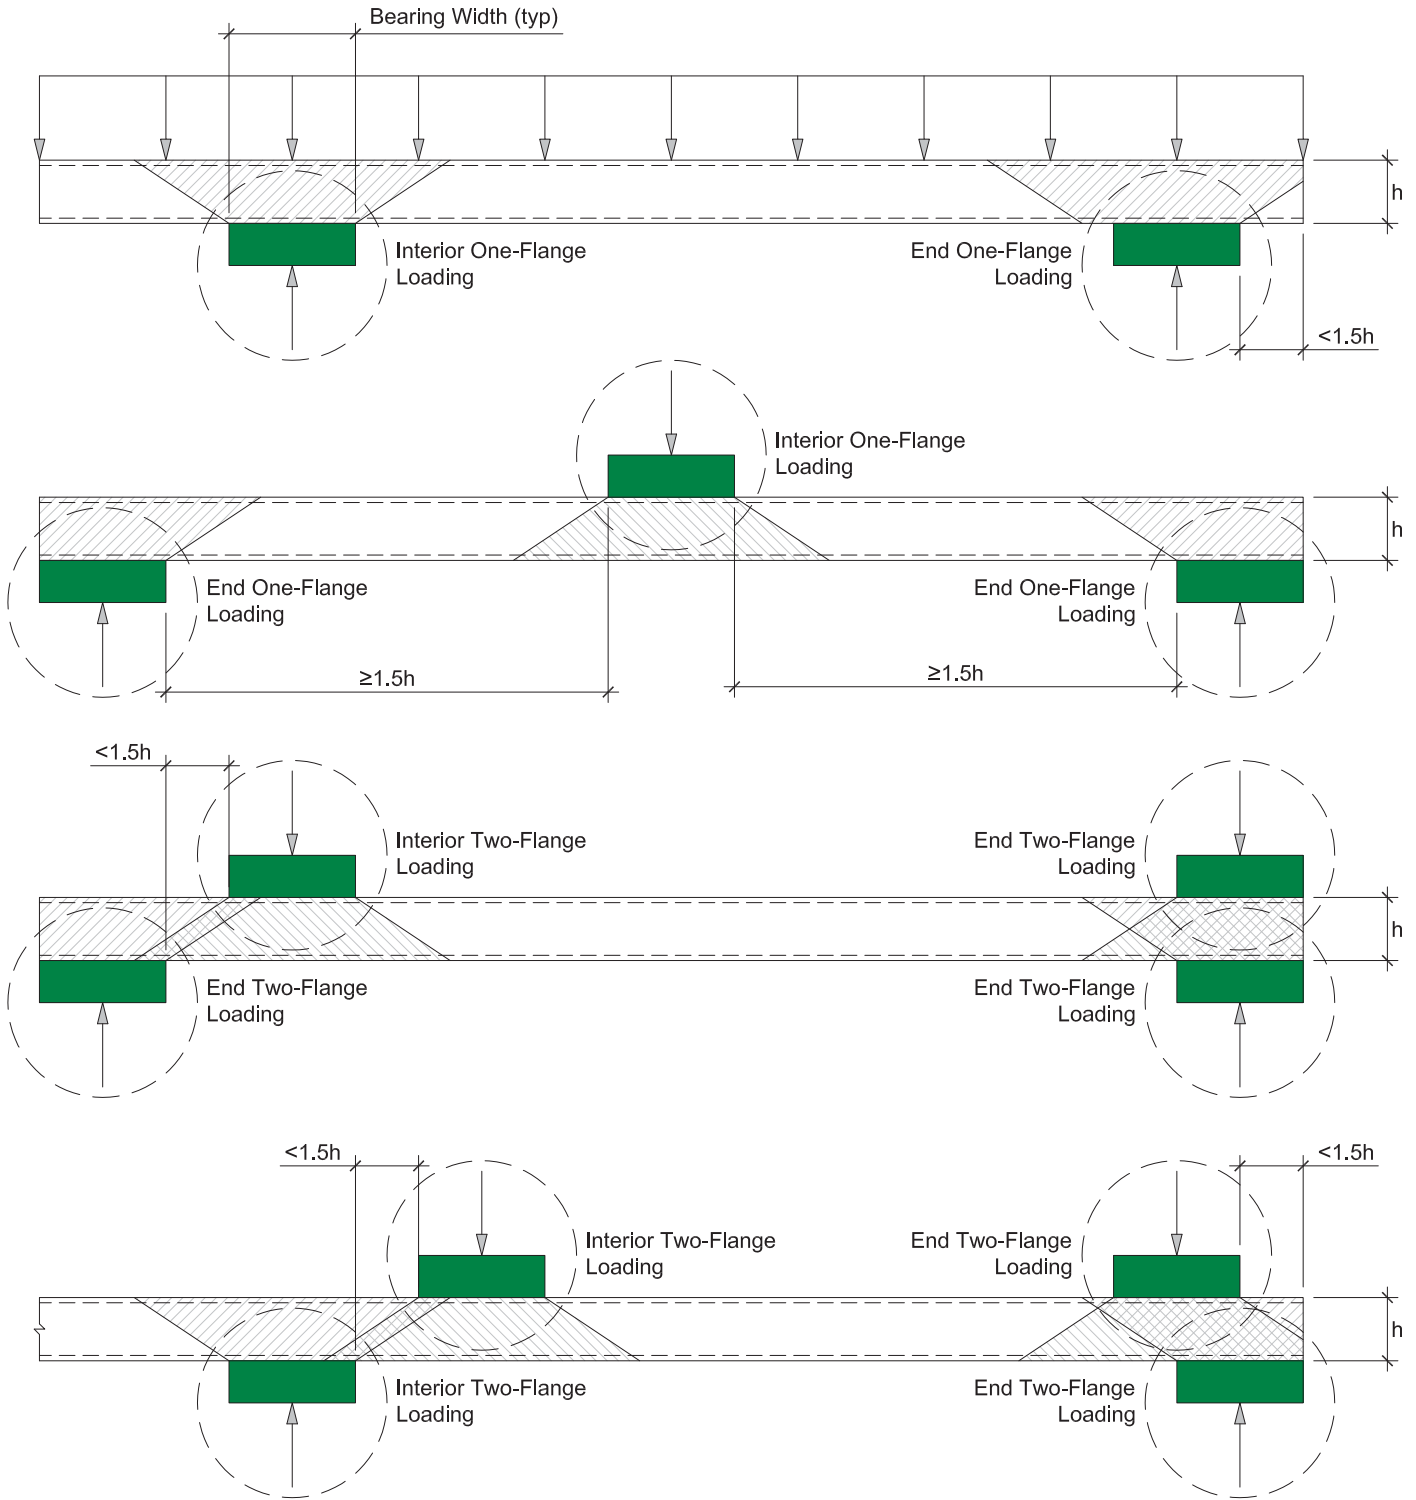 Bearing Width (typ)
h
Interior One-Flange
Loading
End One-Flange
Loading
<1.5h
Interior One-Flange
Loading
h
End One-Flange
Loading
End One-Flange
Loading
≥1.5h
≥1.5h
<1.5h
Interior Two-Flange
Loading
End Two-Flange
Loading
h
End Two-Flange
Loading
End Two-Flange
Loading
<1.5h
<1.5h
Interior Two-Flange
Loading
End Two-Flange
Loading
h
Interior Two-Flange
Loading
End Two-Flange
Loading